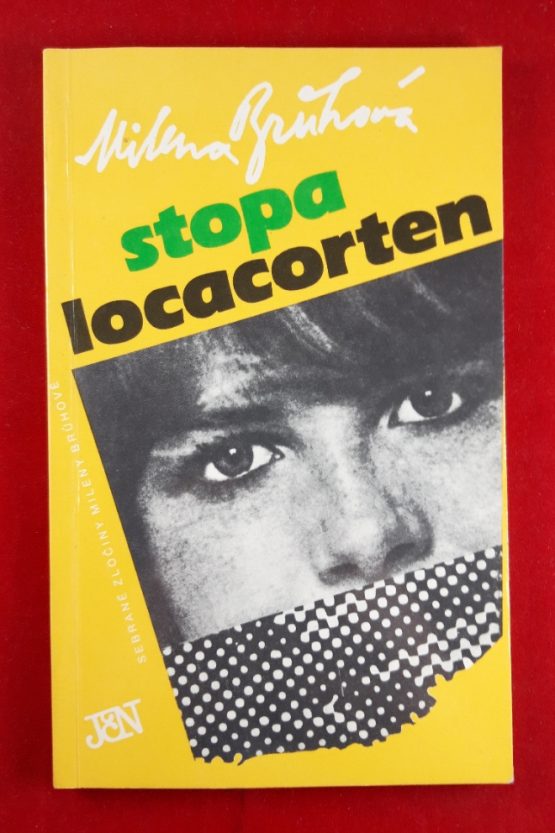 Milena Brůhová
stopa
locacorten
SEBRANÉ ZLOČINY MILENY BRŮHOVÉ
J&N